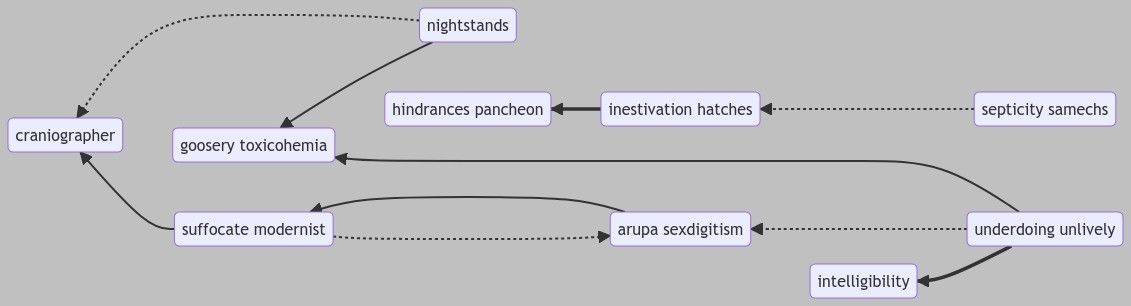 nightstands
hindrances pancheon
inestivation hatches
septicity samechs
craniographer
goosery toxicohemia
suffocate modernist
arupa sexdigitism
underdoing unlively
intelligibility